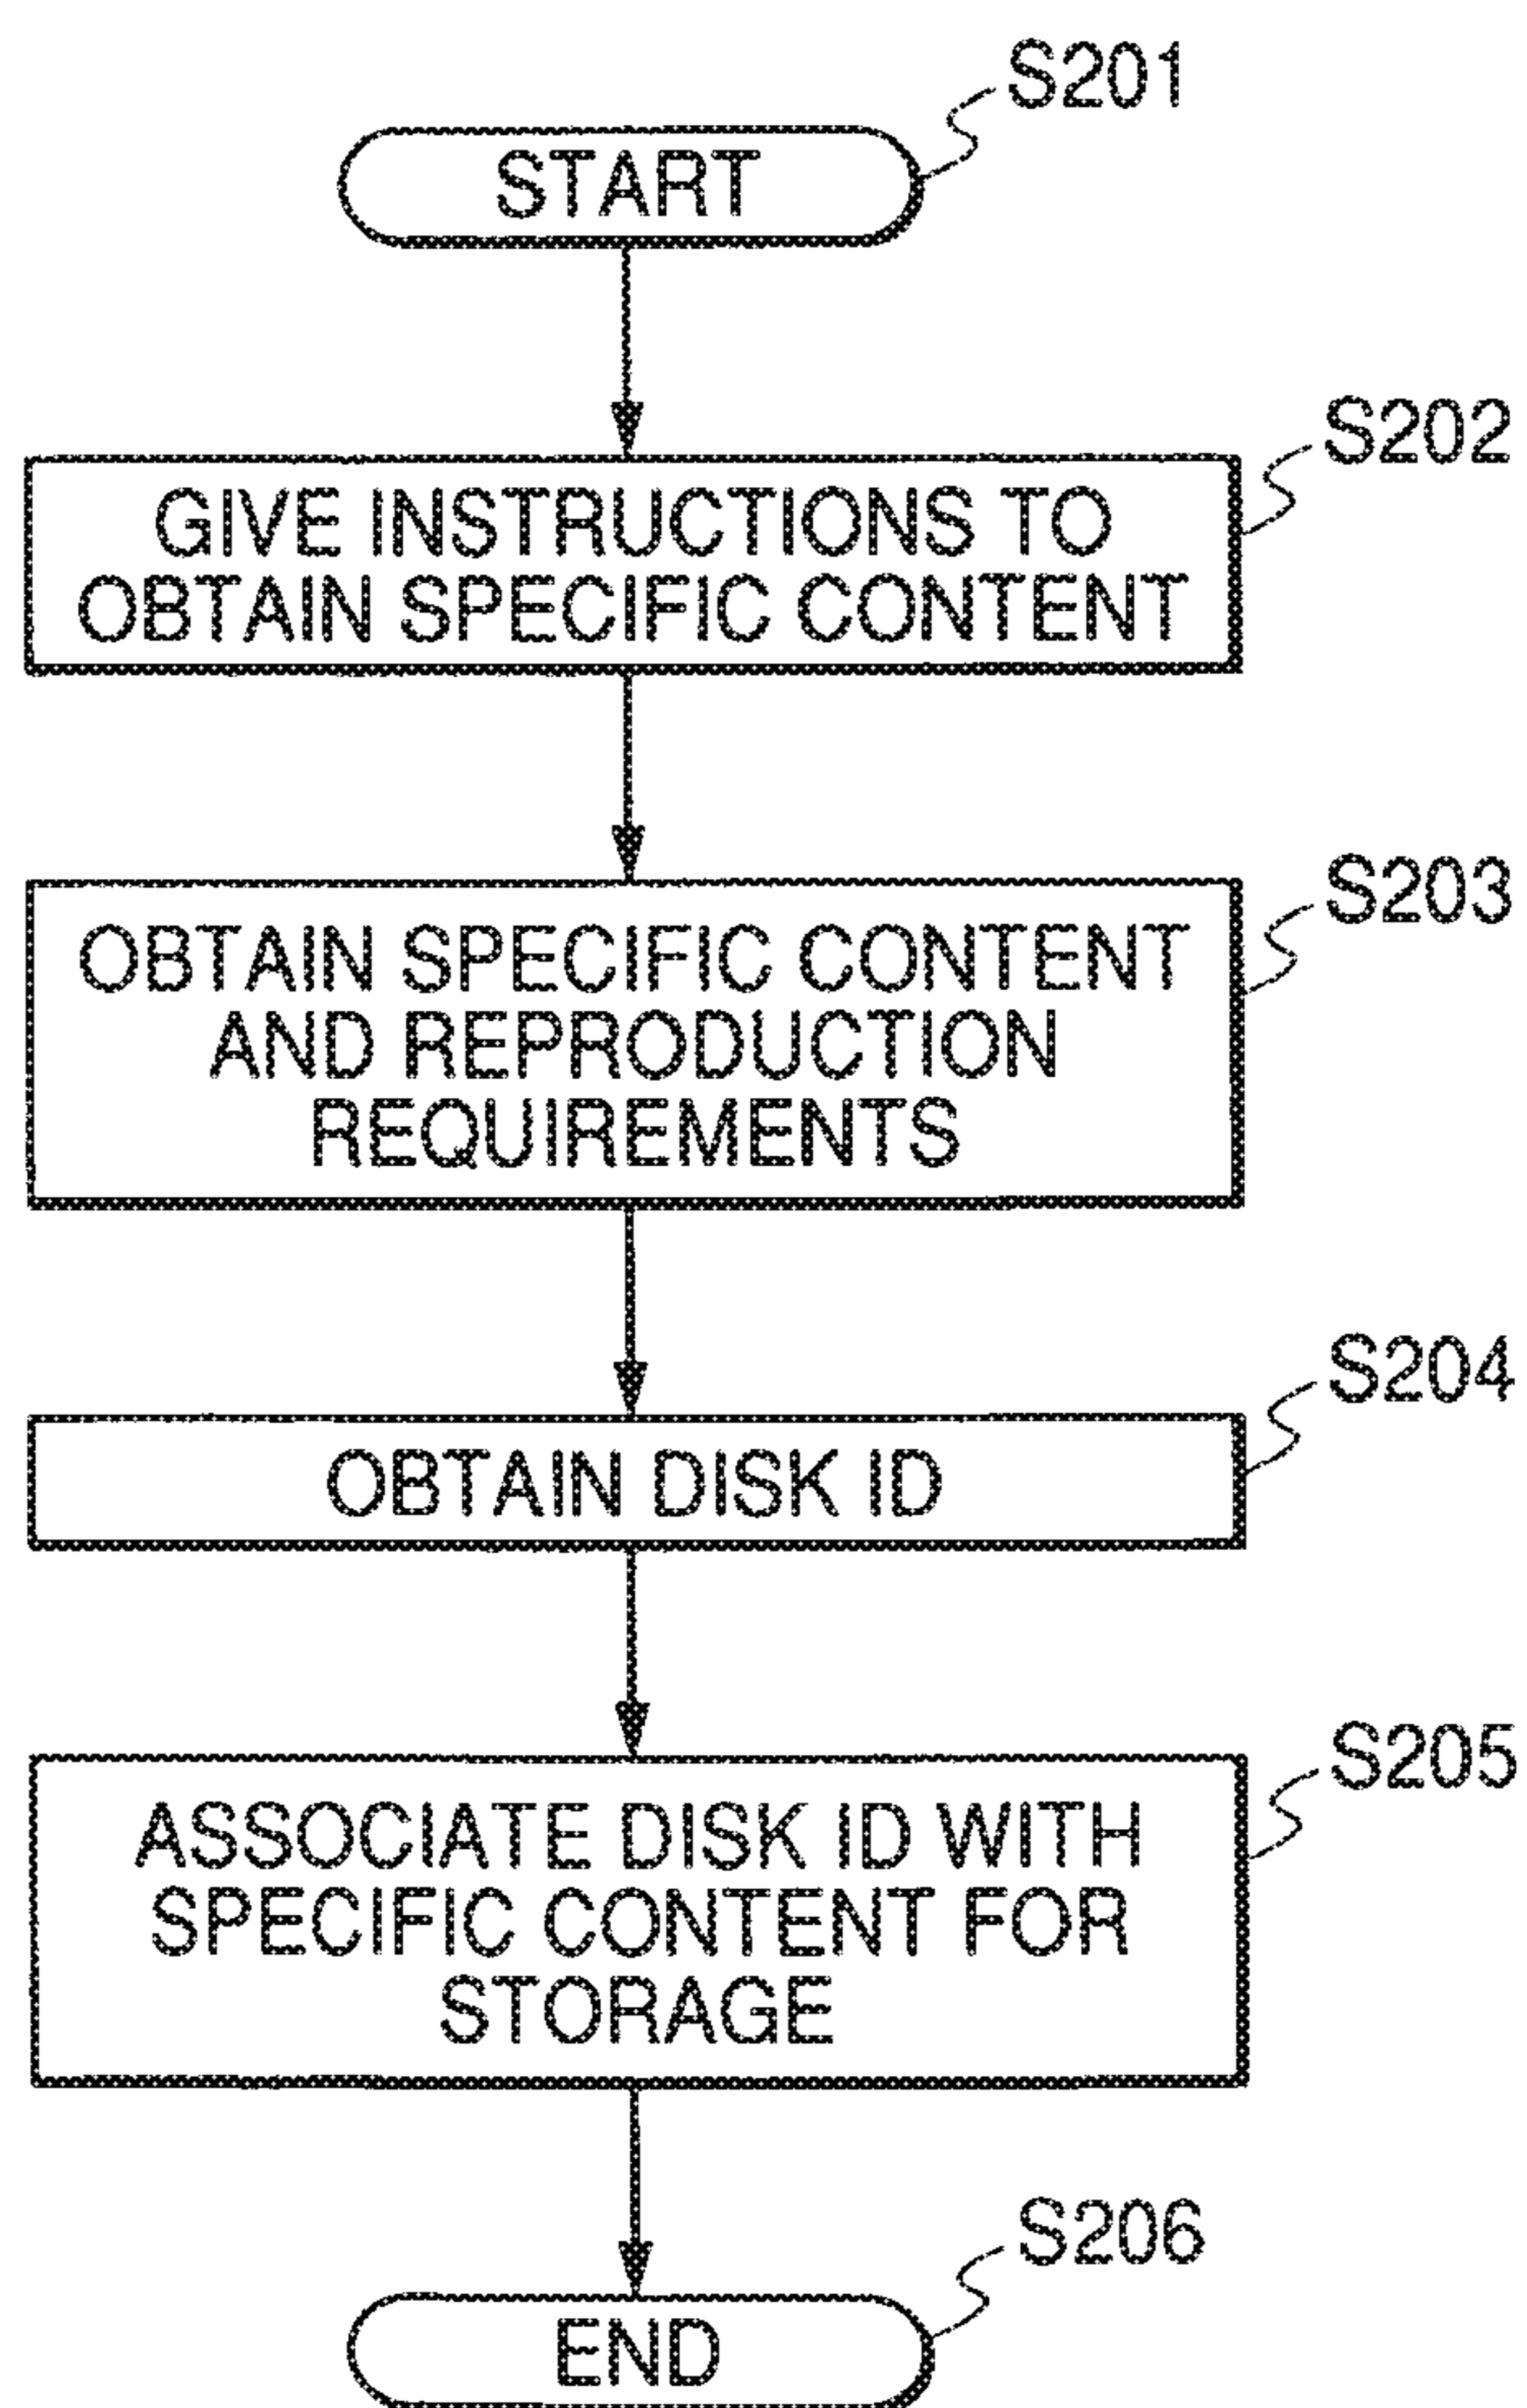 S201
START
S202
GIVE INSTRUCTIONS TO
OBTAIN SPECIFIC CONTENT
S203
OBTAIN SPECIFIC CONTENT
AND REPRODUCTION
REQUIREMENTS
S204
OBTAIN DISK ID
S205
ASSOCIATE DISK ID WITH
SPECIFIC CONTENT FOR
STORAGE
S206
END